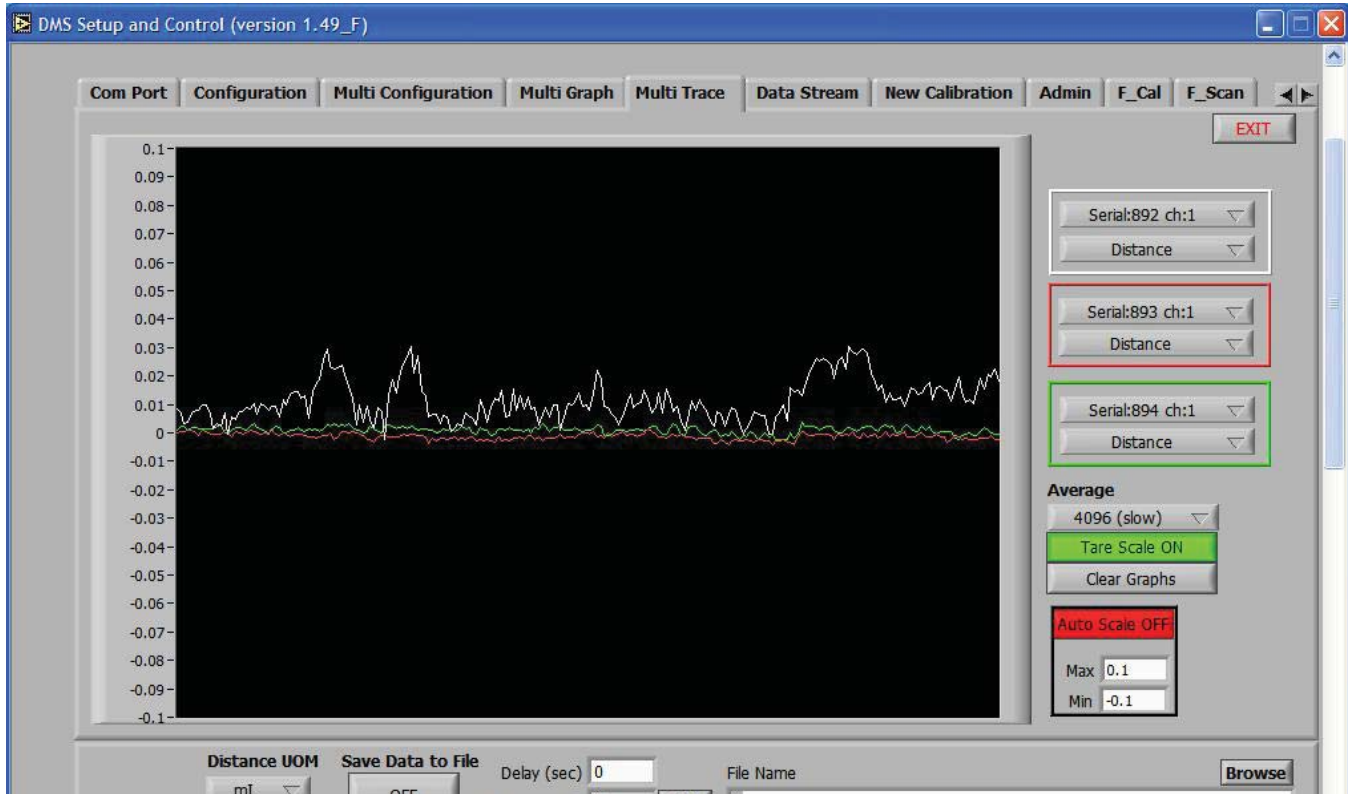 DMS Setup and Control (version 1.49_F)
Com Port Configuration Multi Configuration Multi Graph Multi Trace Data Stream New Calibration Admin F_Cal F_Scan
EXIT
0.1
0.09
0.08
0.07
0.06
0.05
0.04
0.03
0.02
0.01
0
-0.01
-0.02
-0.03
-0.04
-0.05
-0.06
-0.07
-0.08
-0.09
-0.1
Serial:892 ch:1
Distance
Serial:893 ch:1
Distance
Serial:894 ch:1
Distance
Average
4096 (slow)
Tare Scale ON
Clear Graphs
Auto Scale OFF
Max 0.1
Min -0.1
Distance UOM Save Data to File Delay (sec) 0 File Name Browse
OFF